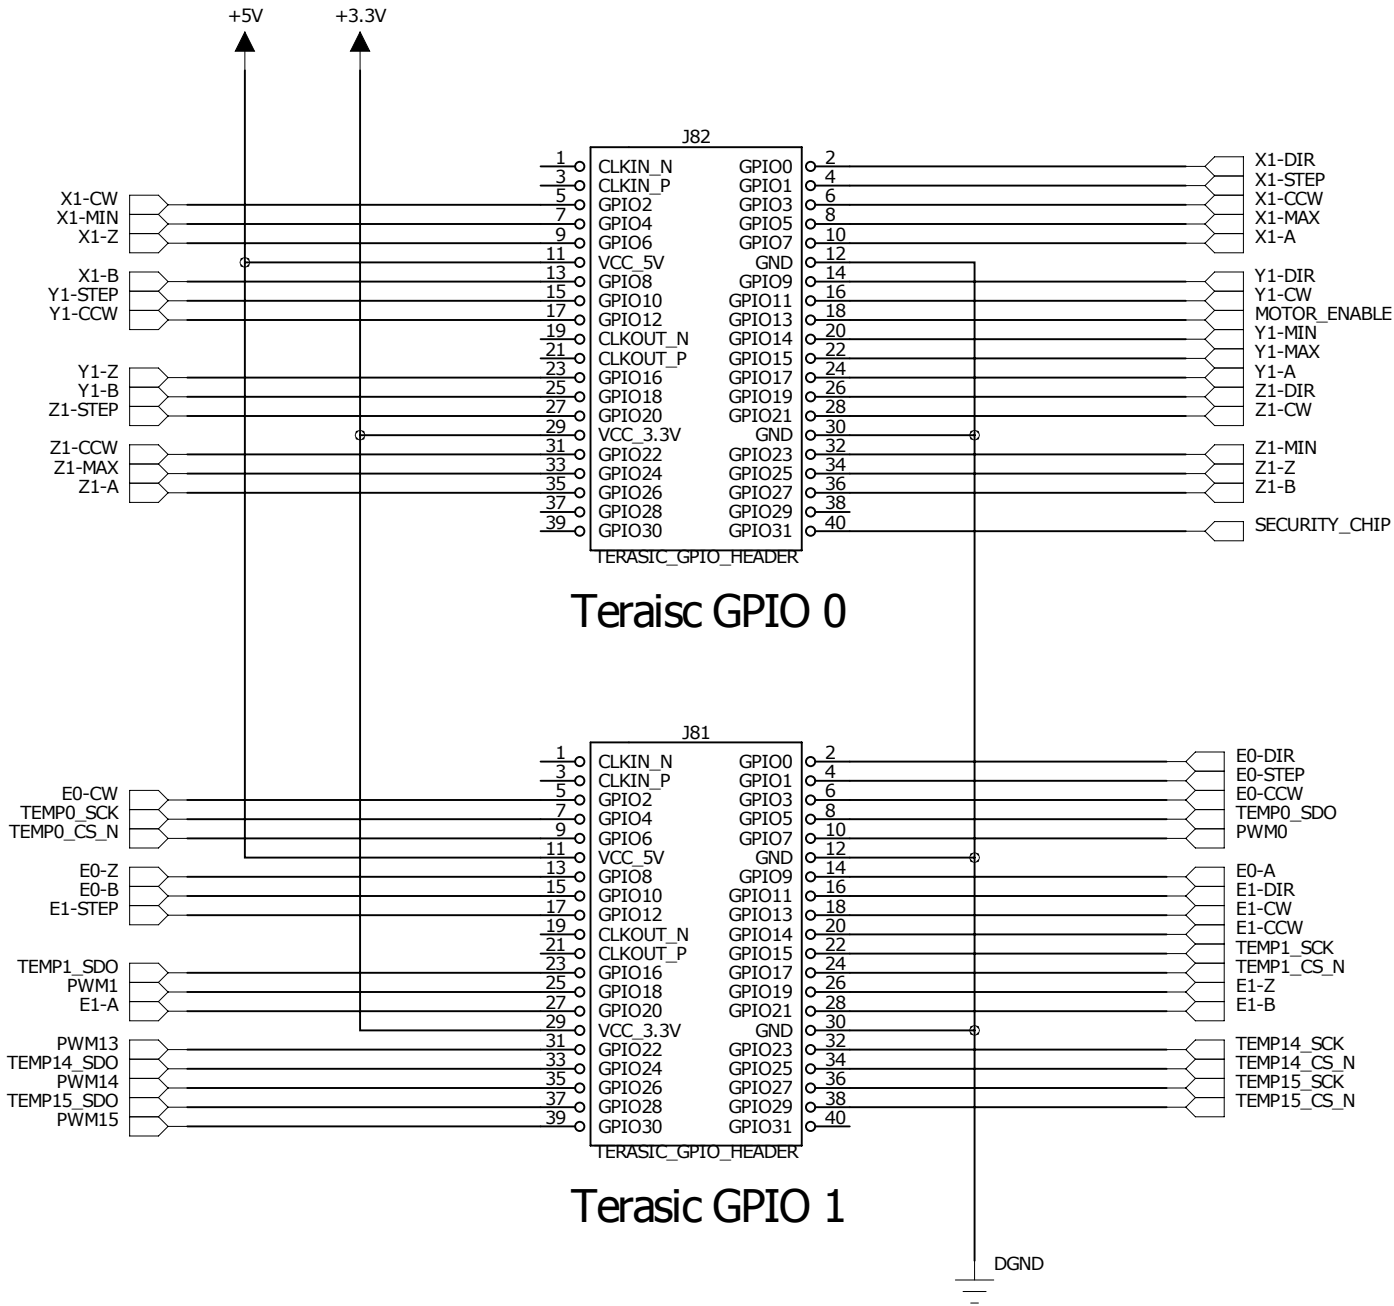 +5V +3.3V
J82
1 CLKIN_N GPIO0 2 X1-DIR
3 CLKIN_P GPIO1 4 X1-STEP
X1-CW 5 GPIO2 GPIO3 6 X1-CCW
X1-MIN 7 GPIO4 GPIO5 8 X1-MAX
X1-Z 9 GPIO6 GPIO7 10 X1-A
11 VCC_5V GND 12
X1-B 13 GPIO8 GPIO9 14 Y1-DIR
Y1-STEP 15 GPIO10 GPIO11 16 Y1-CW
Y1-CCW 17 GPIO12 GPIO13 18 MOTOR_ENABLE
19 CLKOUT_N GPIO14 20 Y1-MIN
21 CLKOUT_P GPIO15 22 Y1-MAX
Y1-Z 23 GPIO16 GPIO17 24 Y1-A
Y1-B 25 GPIO18 GPIO19 26 Z1-DIR
Z1-STEP 27 GPIO20 GPIO21 28 Z1-CW
29 VCC_3.3V GND 30
Z1-CCW 31 GPIO22 GPIO23 32 Z1-MIN
Z1-MAX 33 GPIO24 GPIO25 34 Z1-Z
Z1-A 35 GPIO26 GPIO27 36 Z1-B
37 GPIO28 GPIO29 38
39 GPIO30 GPIO31 40 SECURITY_CHIP
TERASIC_GPIO_HEADER
Teraisc GPIO 0
J81
1 CLKIN_N GPIO0 2 E0-DIR
3 CLKIN_P GPIO1 4 E0-STEP
E0-CW 5 GPIO2 GPIO3 6 E0-CCW
TEMP0_SCK 7 GPIO4 GPIO5 8 TEMP0_SDO
TEMP0_CS_N 9 GPIO6 GPIO7 10 PWM0
11 VCC_5V GND 12
E0-Z 13 GPIO8 GPIO9 14 E0-A
E0-B 15 GPIO10 GPIO11 16 E1-DIR
E1-STEP 17 GPIO12 GPIO13 18 E1-CW
19 CLKOUT_N GPIO14 20 E1-CCW
21 CLKOUT_P GPIO15 22 TEMP1_SCK
TEMP1_SDO 23 GPIO16 GPIO17 24 TEMP1_CS_N
PWM1 25 GPIO18 GPIO19 26 E1-Z
E1-A 27 GPIO20 GPIO21 28 E1-B
29 VCC_3.3V GND 30
PWM13 31 GPIO22 GPIO23 32 TEMP14_SCK
TEMP14_SDO 33 GPIO24 GPIO25 34 TEMP14_CS_N
PWM14 35 GPIO26 GPIO27 36 TEMP15_SCK
TEMP15_SDO 37 GPIO28 GPIO29 38 TEMP15_CS_N
PWM15 39 GPIO30 GPIO31 40
TERASIC_GPIO_HEADER
Terasic GPIO 1
DGND